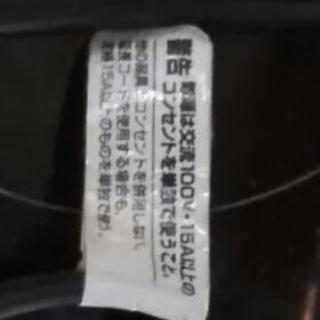 警告 電源は交流100V・15A以上の
コンセントを単独で使うこと。
他の器具とコンセントを併用しない。
延長コードを使用する場合も、
定格15A以上のものを単独で使う。